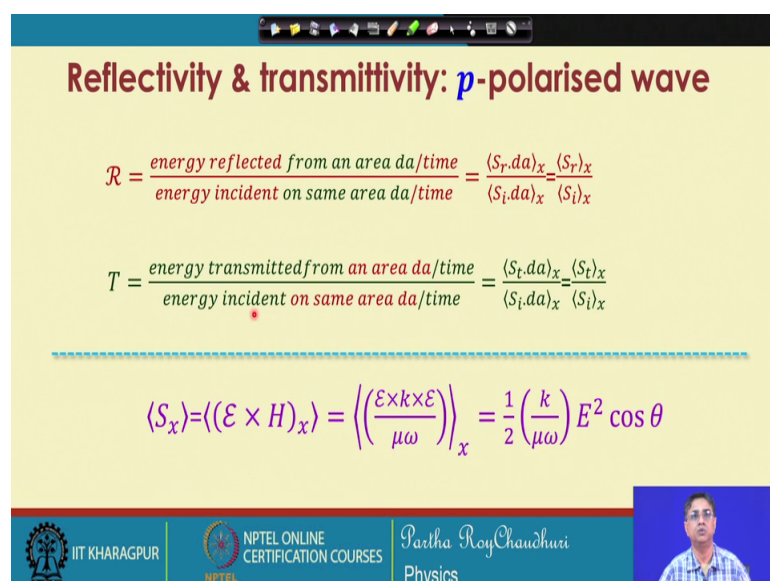 Reflectivity & transmittivity: p-polarised wave
ℛ = energy reflected from an area da/time / energy incident on same area da/time = ⟨S_r.da⟩_x / ⟨S_i.da⟩_x = ⟨S_r⟩_x / ⟨S_i⟩_x
T = energy transmittedfrom an area da/time / energy incident on same area da/time = ⟨S_t.da⟩_x / ⟨S_i.da⟩_x = ⟨S_t⟩_x / ⟨S_i⟩_x
⟨S_x⟩=⟨(ℰ × H)_x⟩ = ⟨(ℰ×k×ℰ / μω)⟩_x = 1/2 (k/μω) E² cos θ
IIT KHARAGPUR
NPTEL
NPTEL ONLINE
CERTIFICATION COURSES
Partha RoyChaudhuri
Physics